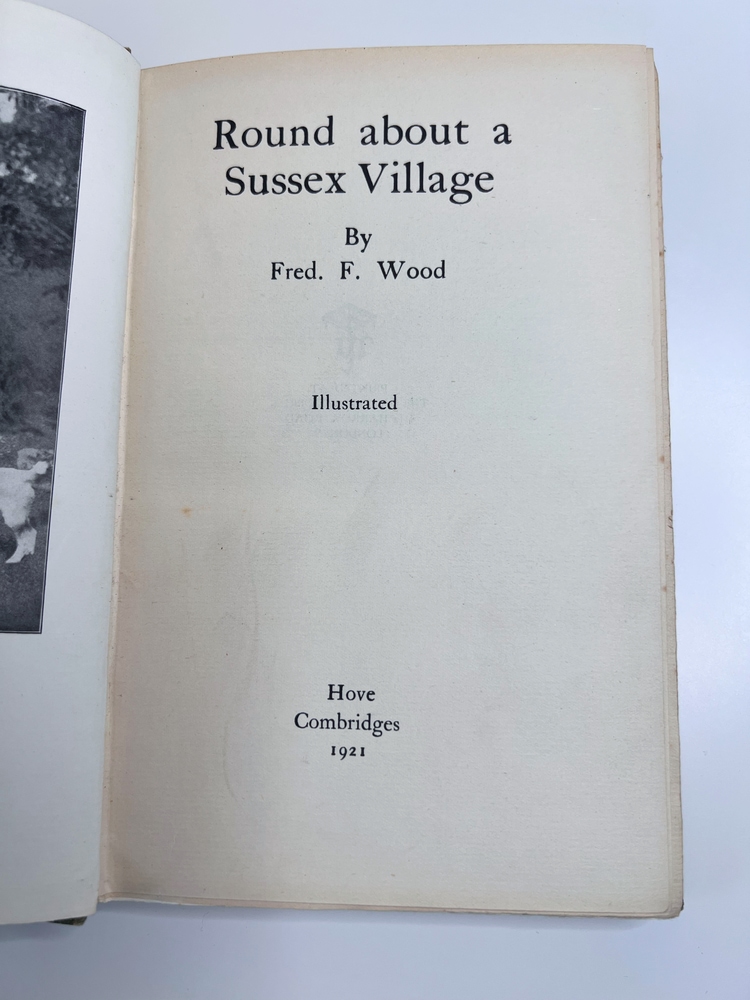 Round about a
Sussex Village
By
Fred. F. Wood
Illustrated
Hove
Combridges
1921